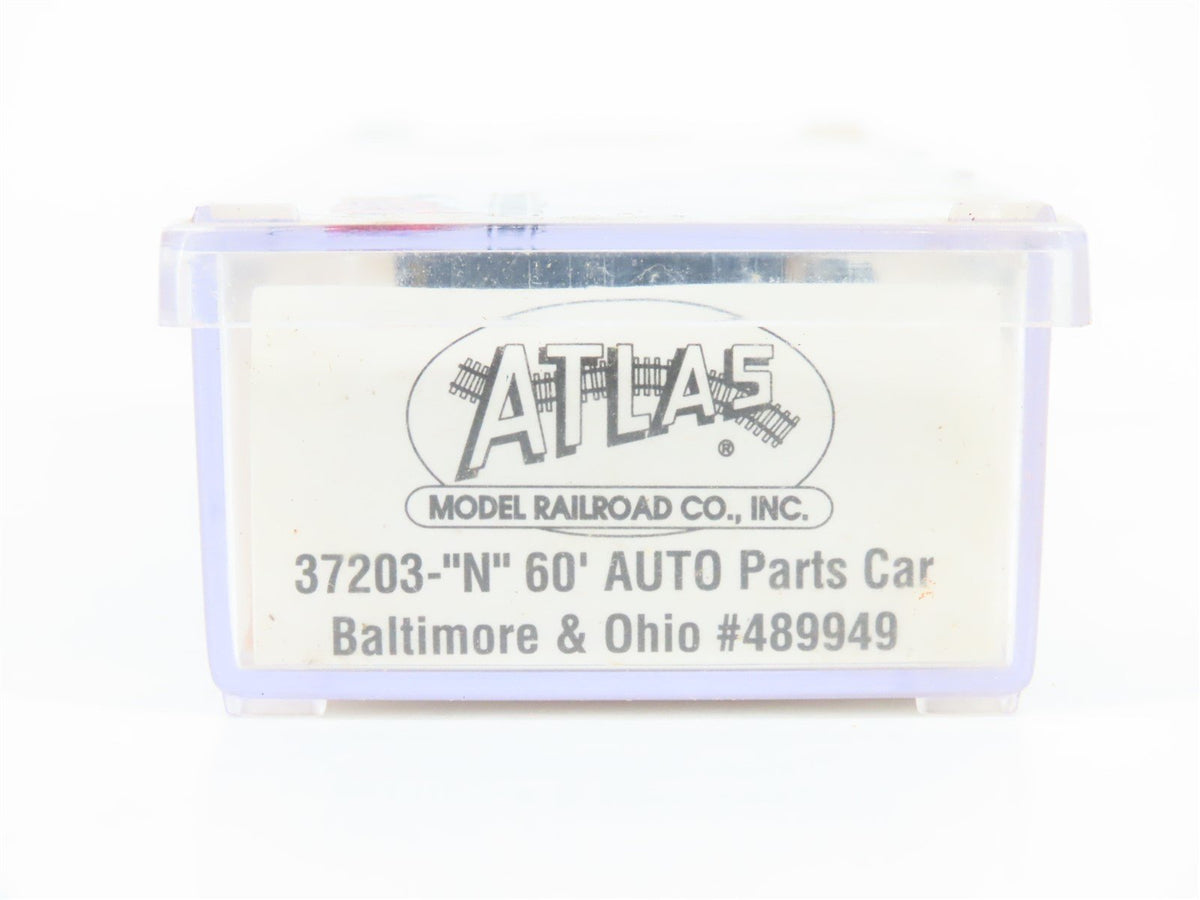 ATLAS ®
MODEL RAILROAD CO., INC.
37203-"N" 60' AUTO Parts Car
Baltimore & Ohio #489949